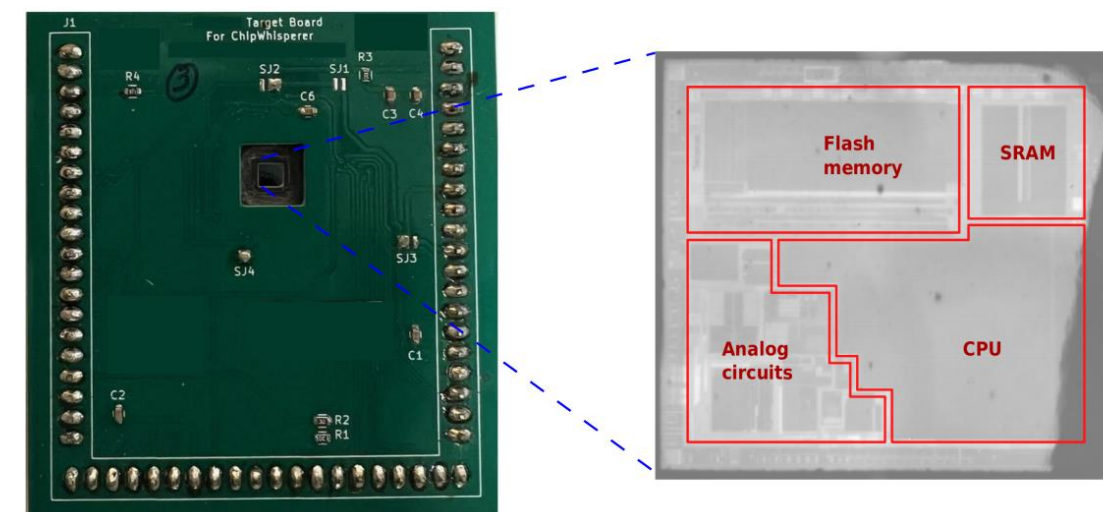 J1
Target Board
For ChipWhisperer
R4
3
SJ2
SJ1
R3
C6
C3
C4
SJ4
SJ3
C1
C2
R2
R1
Flash
memory
SRAM
Analog
circuits
CPU